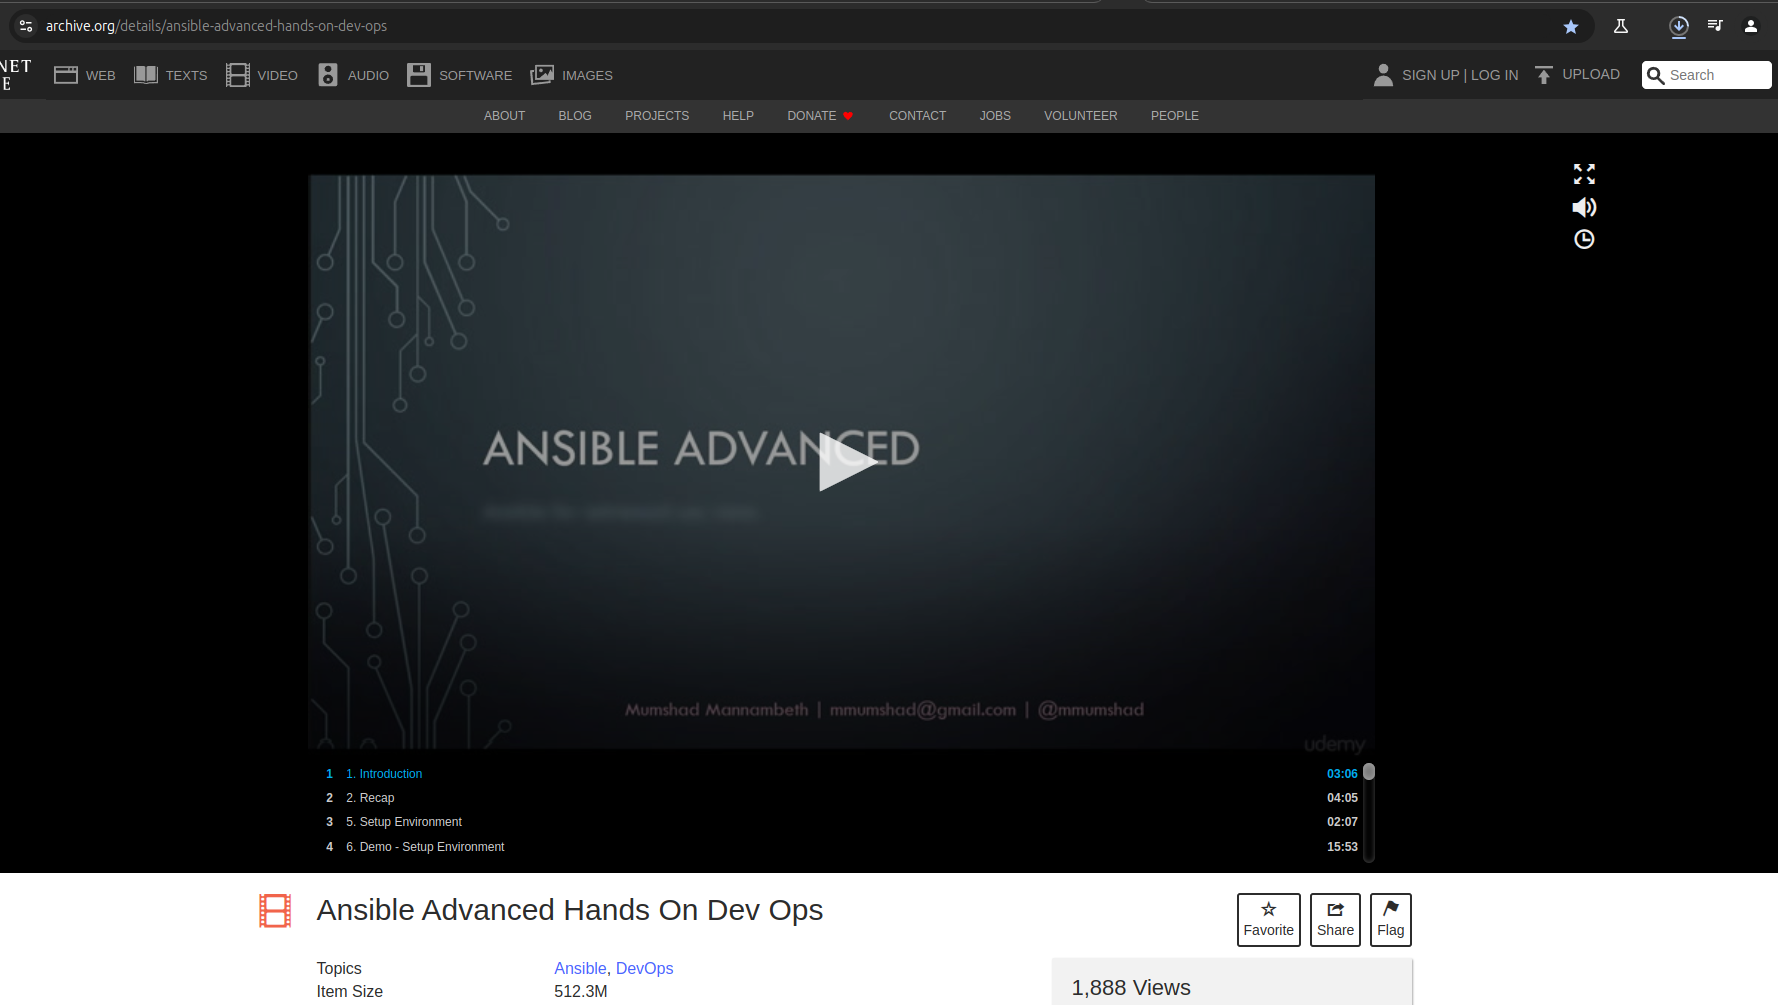 archive.org/details/ansible-advanced-hands-on-dev-ops
NET
E
WEB TEXTS VIDEO AUDIO SOFTWARE IMAGES
SIGN UP | LOG IN UPLOAD Search
ABOUT BLOG PROJECTS HELP DONATE CONTACT JOBS VOLUNTEER PEOPLE
ANSIBLE ADVANCED
Mumshad Mannambeth | mmumshad@gmail.com | @mmumshad
udemy
1 1. Introduction 03:06
2 2. Recap 04:05
3 5. Setup Environment 02:07
4 6. Demo - Setup Environment 15:53
Ansible Advanced Hands On Dev Ops
Favorite Share Flag
Topics Ansible, DevOps
Item Size 512.3M
1,888 Views